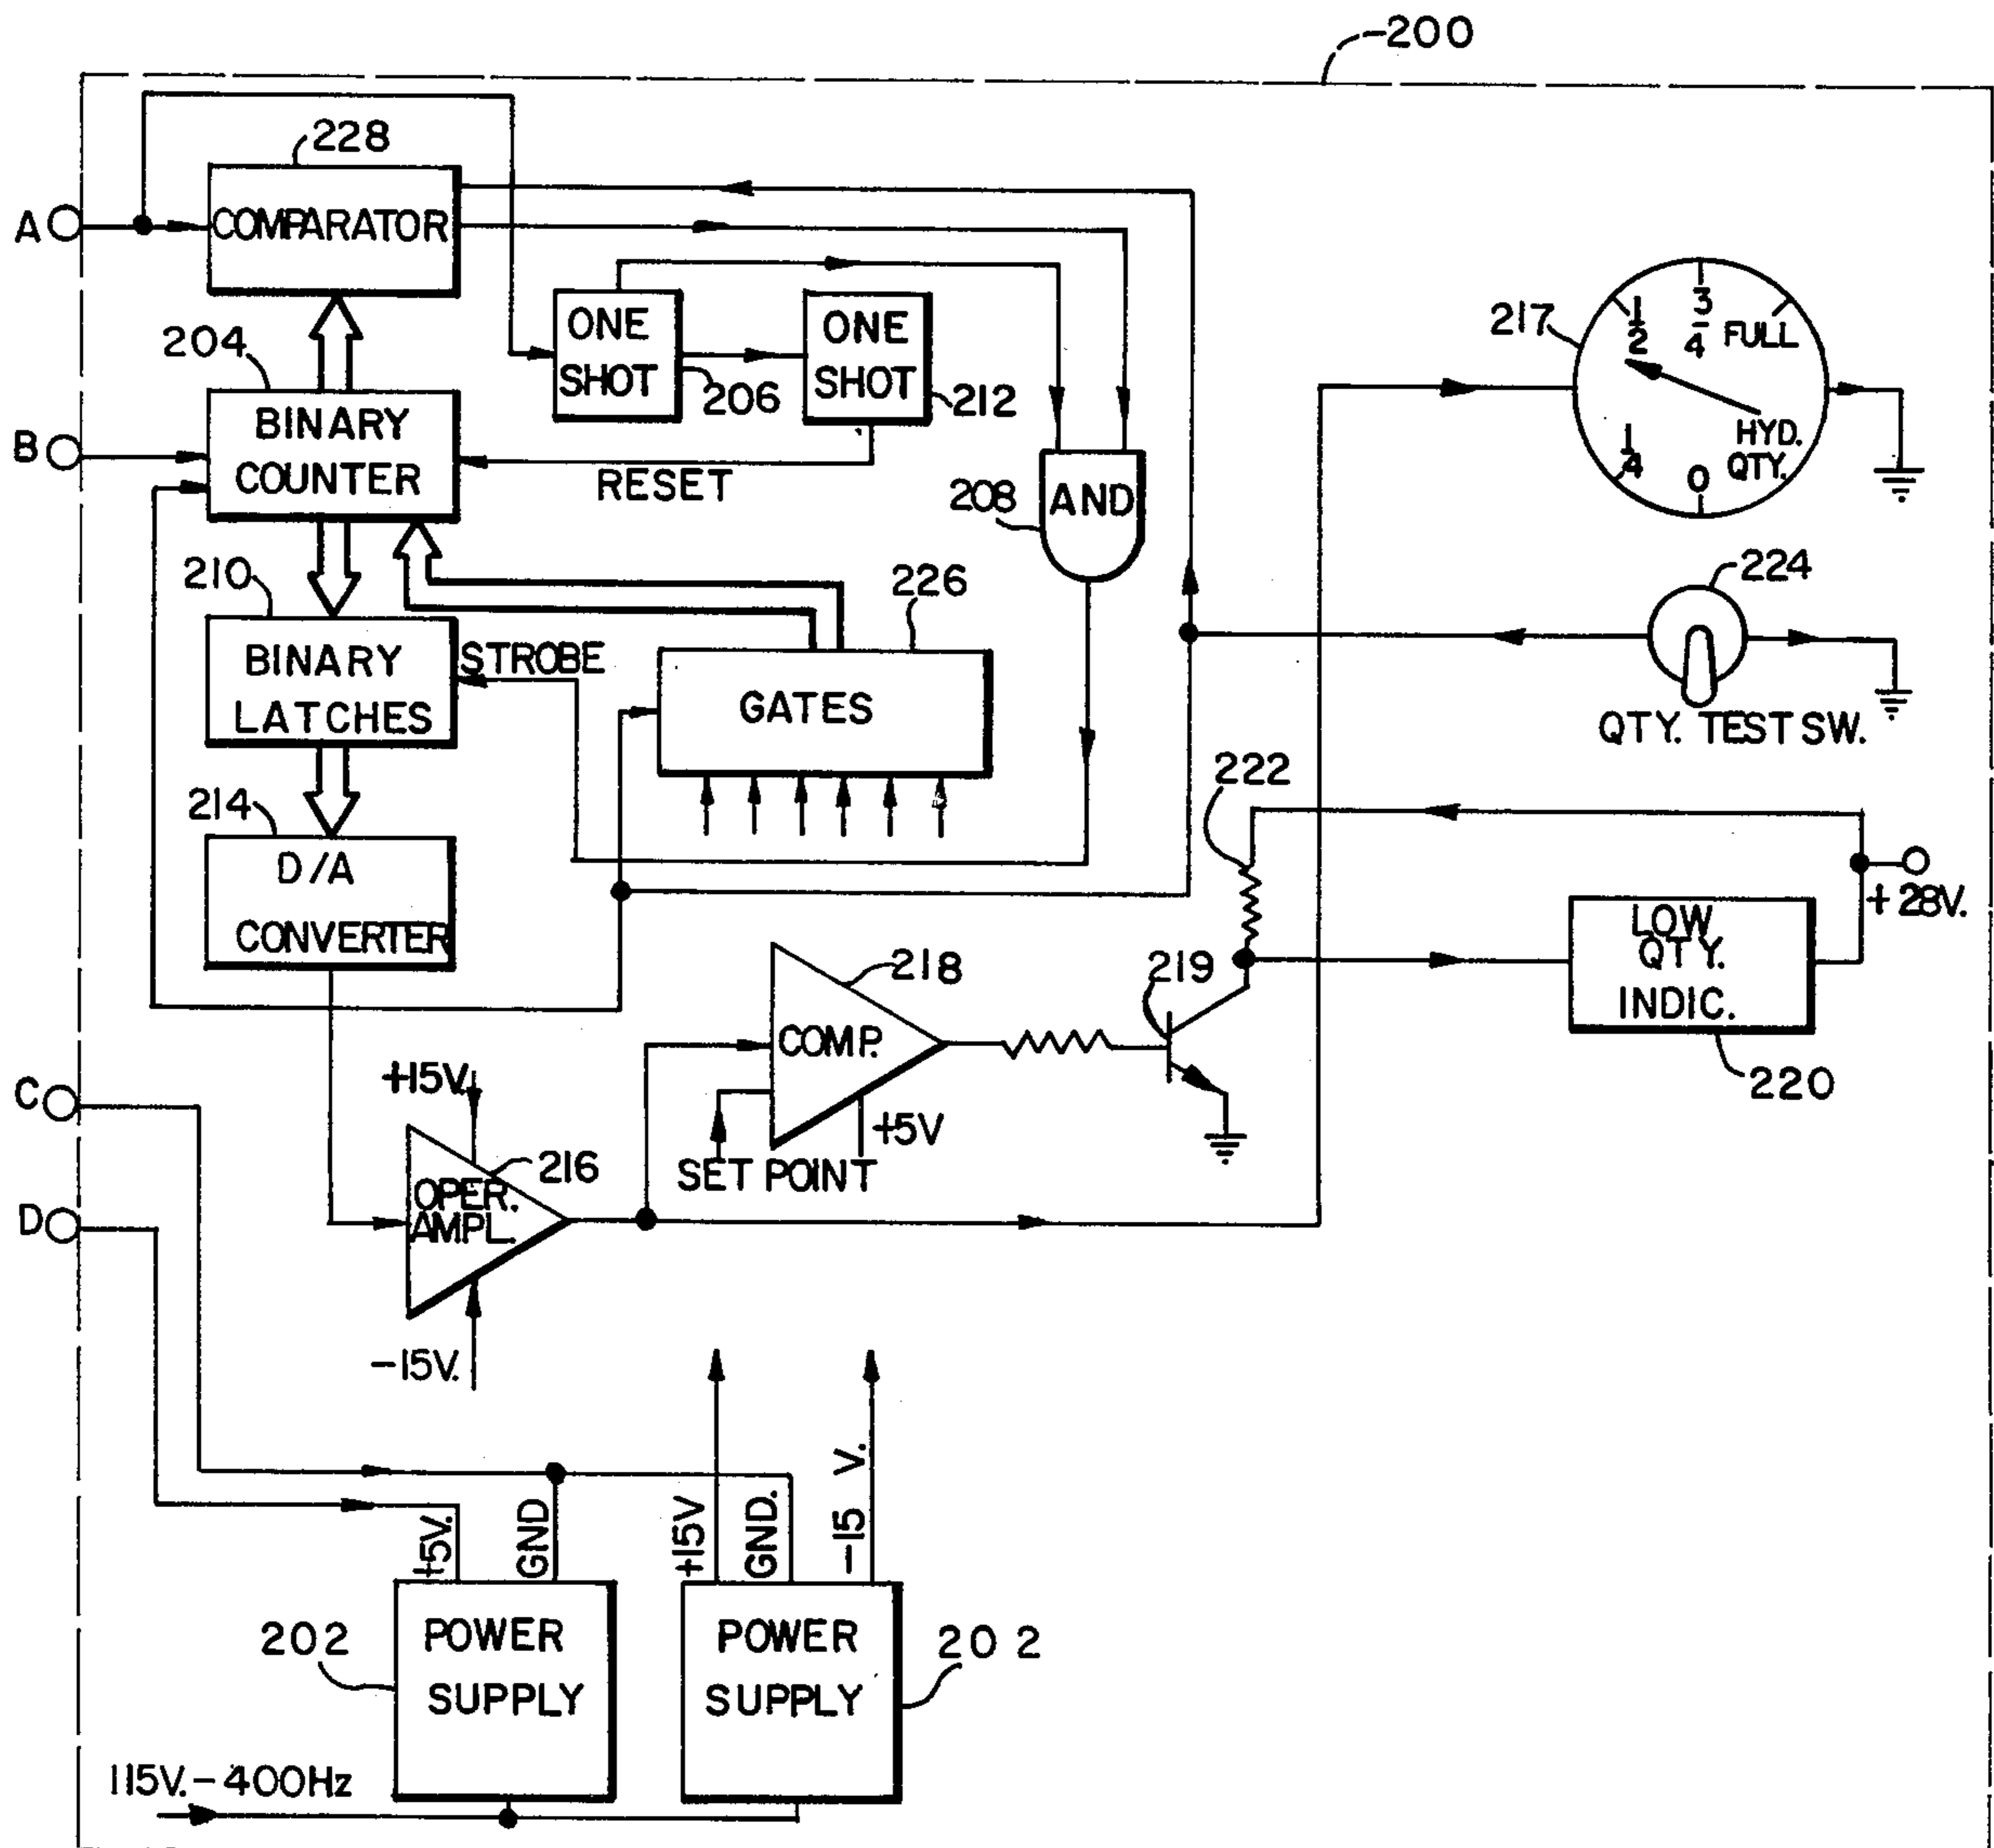 200
228
A
COMPARATOR
204
ONE
SHOT
206
ONE
SHOT
212
217
1/2
3/4
FULL
HYD.
QTY.
1/4
0
B
BINARY
COUNTER
RESET
208
AND
210
226
224
BINARY
LATCHES
STROBE
GATES
QTY. TEST SW.
222
214
D/A
CONVERTER
+28V.
LOW
QTY.
INDIC.
218
219
COMP.
220
C
+15V.
+5V
SET POINT
216
OPER.
AMPL.
D
-15V.
+5V.
GND
+15V
GND.
-15 V.
202
POWER
SUPPLY
POWER
SUPPLY
202
115V.-400Hz